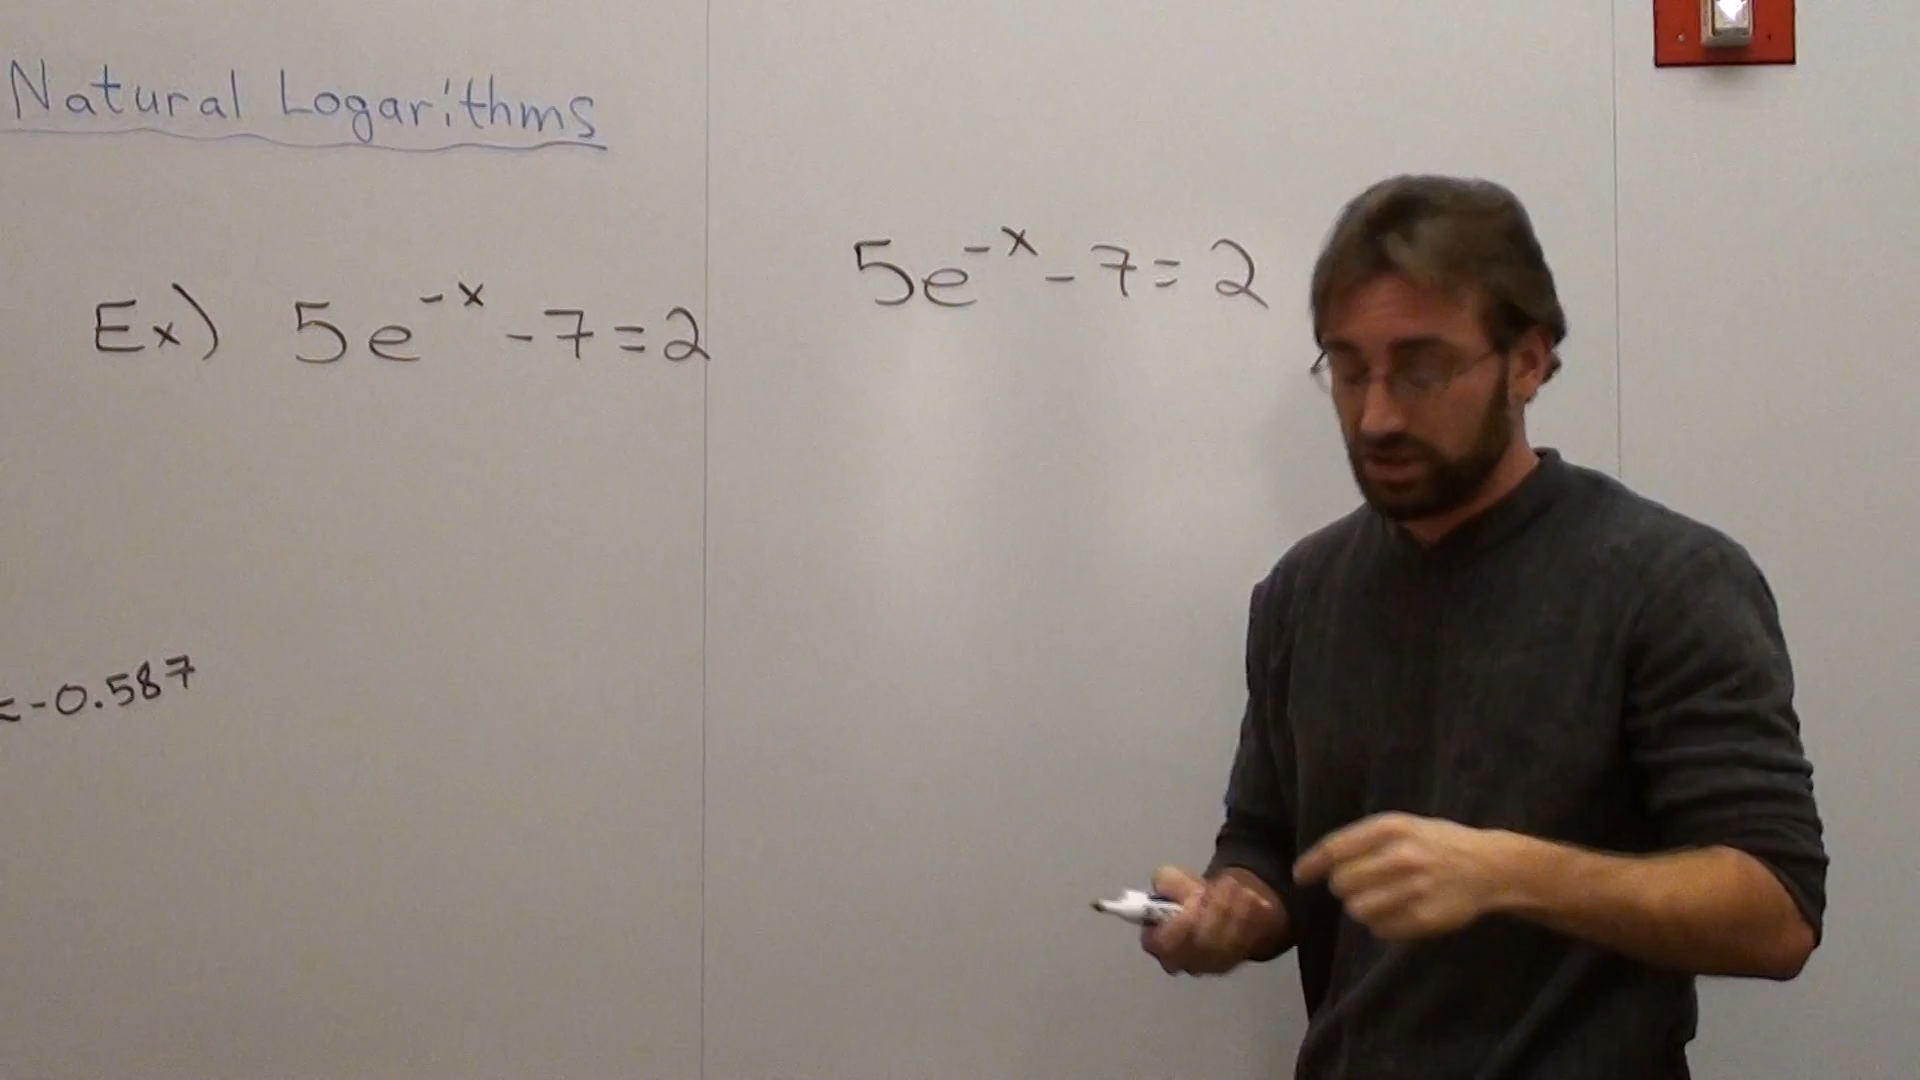 Natural Logarithms
Ex) 5e^-x - 7 = 2
5e^-x - 7 = 2
-0.587